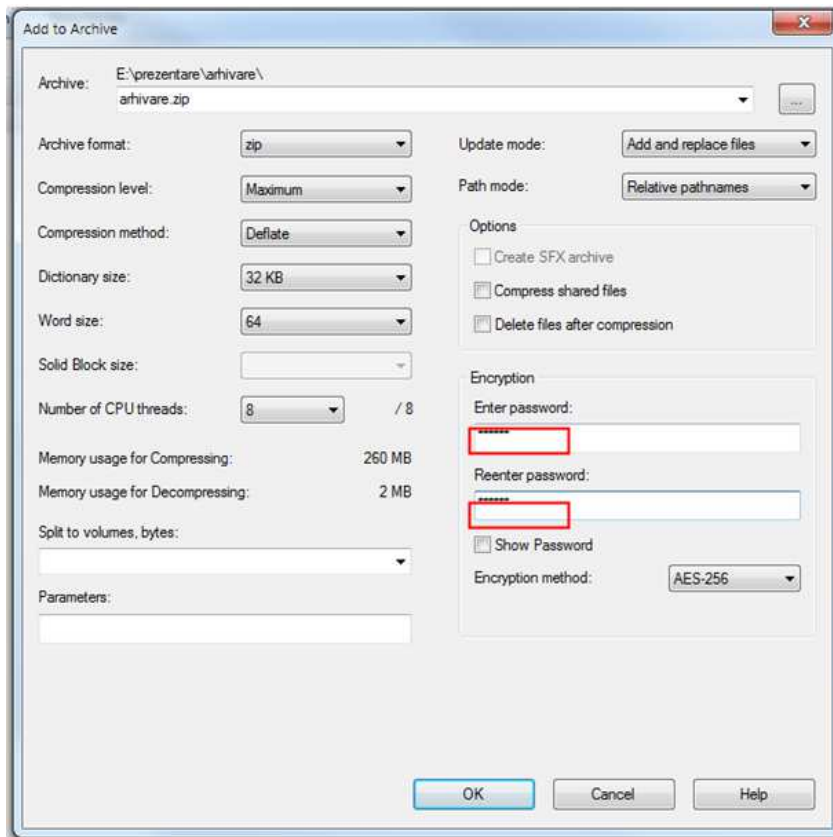 Add to Archive
Archive:
E:\prezentare\arhivare\
arhivare.zip
...
Archive format:
zip
Compression level:
Maximum
Compression method:
Deflate
Dictionary size:
32 KB
Word size:
64
Solid Block size:
Number of CPU threads:
8
/ 8
Memory usage for Compressing:
260 MB
Memory usage for Decompressing:
2 MB
Split to volumes, bytes:
Parameters:
Update mode:
Add and replace files
Path mode:
Relative pathnames
Options
Create SFX archive
Compress shared files
Delete files after compression
Encryption
Enter password:
Reenter password:
Show Password
Encryption method:
AES-256
OK
Cancel
Help